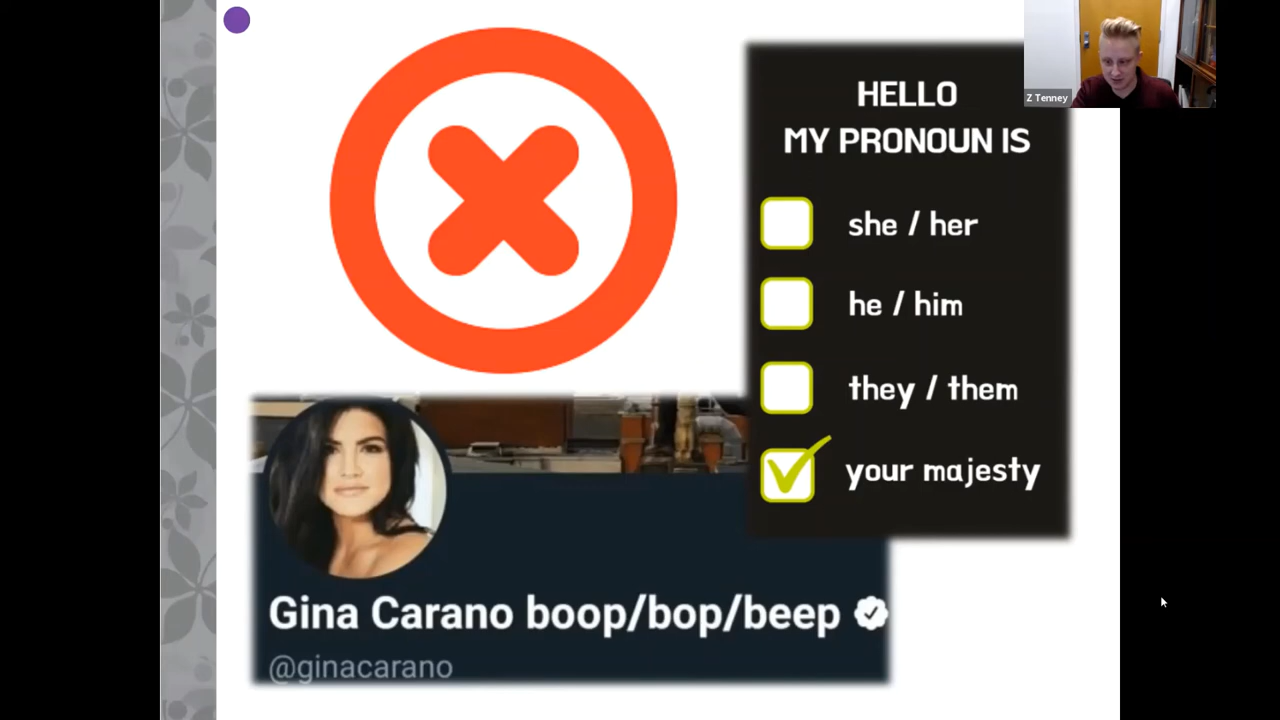 Z Tenney
HELLO
MY PRONOUN IS
she / her
he / him
they / them
your majesty
Gina Carano boop/bop/beep
@ginacarano